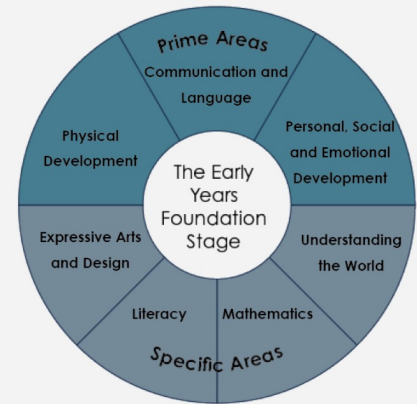 Prime Areas
Communication and
Language
Physical
Development
Personal, Social
and Emotional
Development
The Early
Years
Foundation
Stage
Expressive Arts
and Design
Understanding
the World
Literacy
Mathematics
Specific Areas